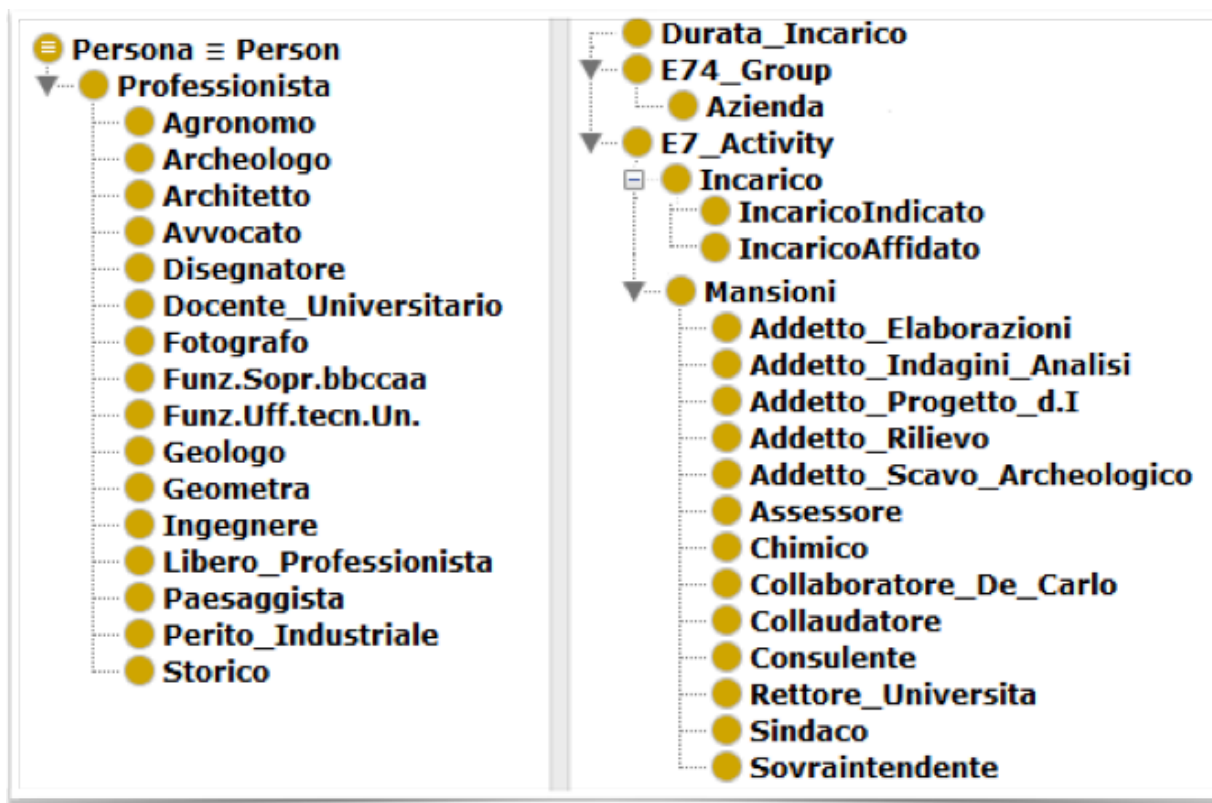 Persona ≡ Person
Professionista
Agronomo
Archeologo
Architetto
Avvocato
Disegnatore
Docente_Universitario
Fotografo
Funz.Sopr.bbccaa
Funz.Uff.tecn.Un.
Geologo
Geometra
Ingegnere
Libero_Professionista
Paesaggista
Perito_Industriale
Storico
Durata_Incarico
E74_Group
Azienda
E7_Activity
Incarico
IncaricoIndicato
IncaricoAffidato
Mansioni
Addetto_Elaborazioni
Addetto_Indagini_Analisi
Addetto_Progetto_d.I
Addetto_Rilievo
Addetto_Scavo_Archeologico
Assessore
Chimico
Collaboratore_De_Carlo
Collaudatore
Consulente
Rettore_Universita
Sindaco
Sovraintendente